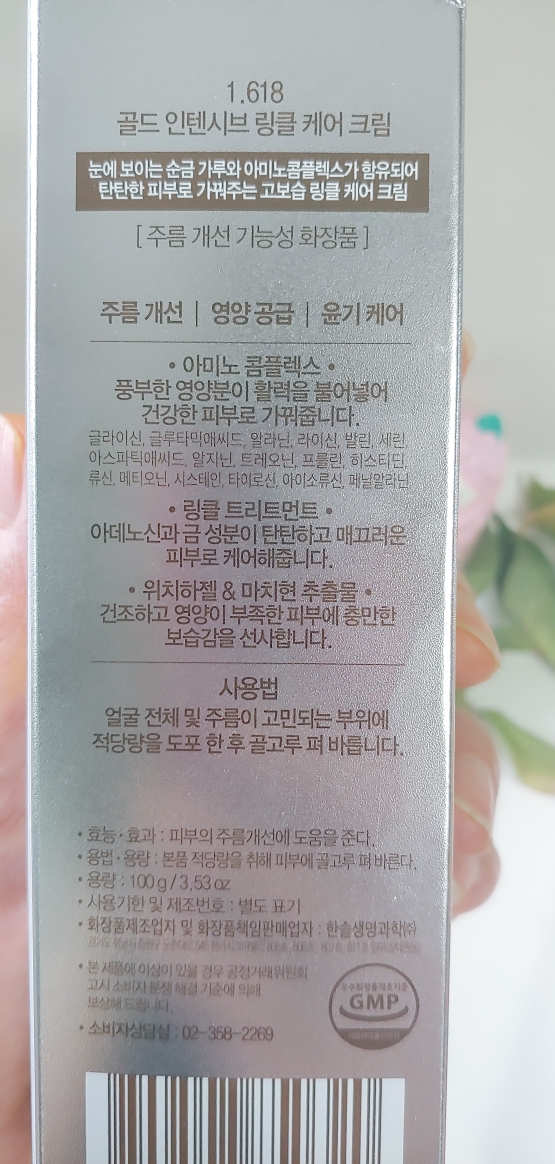 1.618
골드 인텐시브 링클 케어 크림
눈에 보이는 순금 가루와 아미노콤플렉스가 함유되어
탄탄한 피부로 가꿔주는 고보습 링클 케어 크림
[ 주름 개선 기능성 화장품 ]
주름 개선 | 영양 공급 | 윤기 케어
• 아미노 콤플렉스 •
풍부한 영양분이 활력을 불어넣어
건강한 피부로 가꿔줍니다.
글라이신, 글루타믹애씨드, 알라닌, 라이신, 발린, 세린,
아스파틱애씨드, 알지닌, 트레오닌, 프롤린, 히스티딘,
류신, 메티오닌, 시스테인, 타이로신, 아이소류신, 페닐알라닌
• 링클 트리트먼트 •
아데노신과 금 성분이 탄탄하고 매끄러운
피부로 케어해줍니다.
• 위치하젤 & 마치현 추출물 •
건조하고 영양이 부족한 피부에 충만한
보습감을 선사합니다.
사용법
얼굴 전체 및 주름이 고민되는 부위에
적당량을 도포 한 후 골고루 펴 바릅니다.
• 효능·효과 : 피부의 주름개선에 도움을 준다.
• 용법·용량 : 본품 적당량을 취해 피부에 골고루 펴 바른다.
• 용량 : 100 g / 3.53 oz
• 사용기한 및 제조번호 : 별도 표기
• 화장품제조업자 및 화장품책임판매업자 : 한솔생명과학㈜
• 본 제품에 이상이 있을 경우 공정거래위원회
고시 소비자 분쟁 해결 기준에 의해
보상해 드립니다.
우수화장품제조기준
GMP
• 소비자상담실 : 02-358-2269